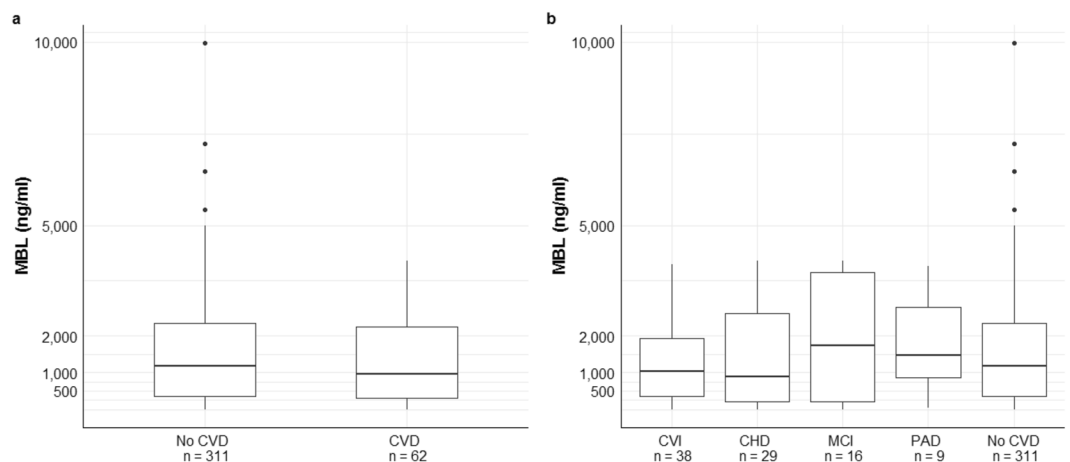 a
10,000
5,000
2,000
1,000
500
MBL (ng/ml)
No CVD
n = 311
CVD
n = 62
b
10,000
5,000
2,000
1,000
500
MBL (ng/ml)
CVI
n = 38
CHD
n = 29
MCI
n = 16
PAD
n = 9
No CVD
n = 311